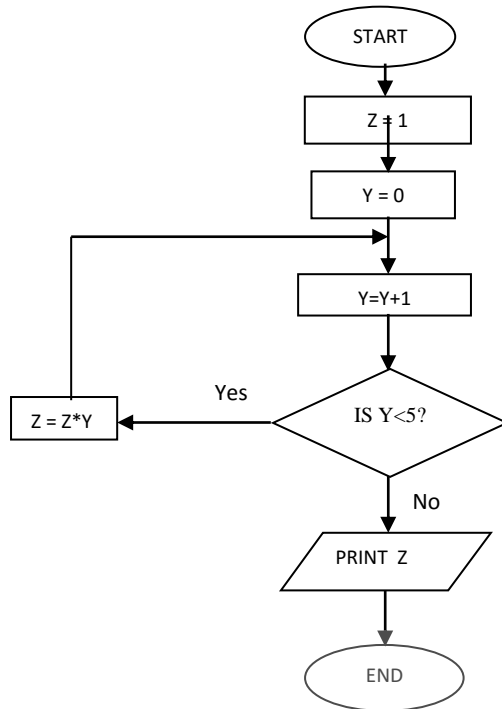 START
Z = 1
Y = 0
Y=Y+1
IS Y<5?
Yes
Z = Z*Y
No
PRINT Z
END